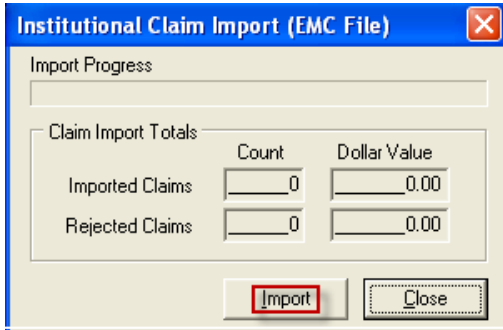 Institutional Claim Import (EMC File)
Import Progress
Claim Import Totals
Count Dollar Value
Imported Claims 0 0.00
Rejected Claims 0 0.00
Import Close